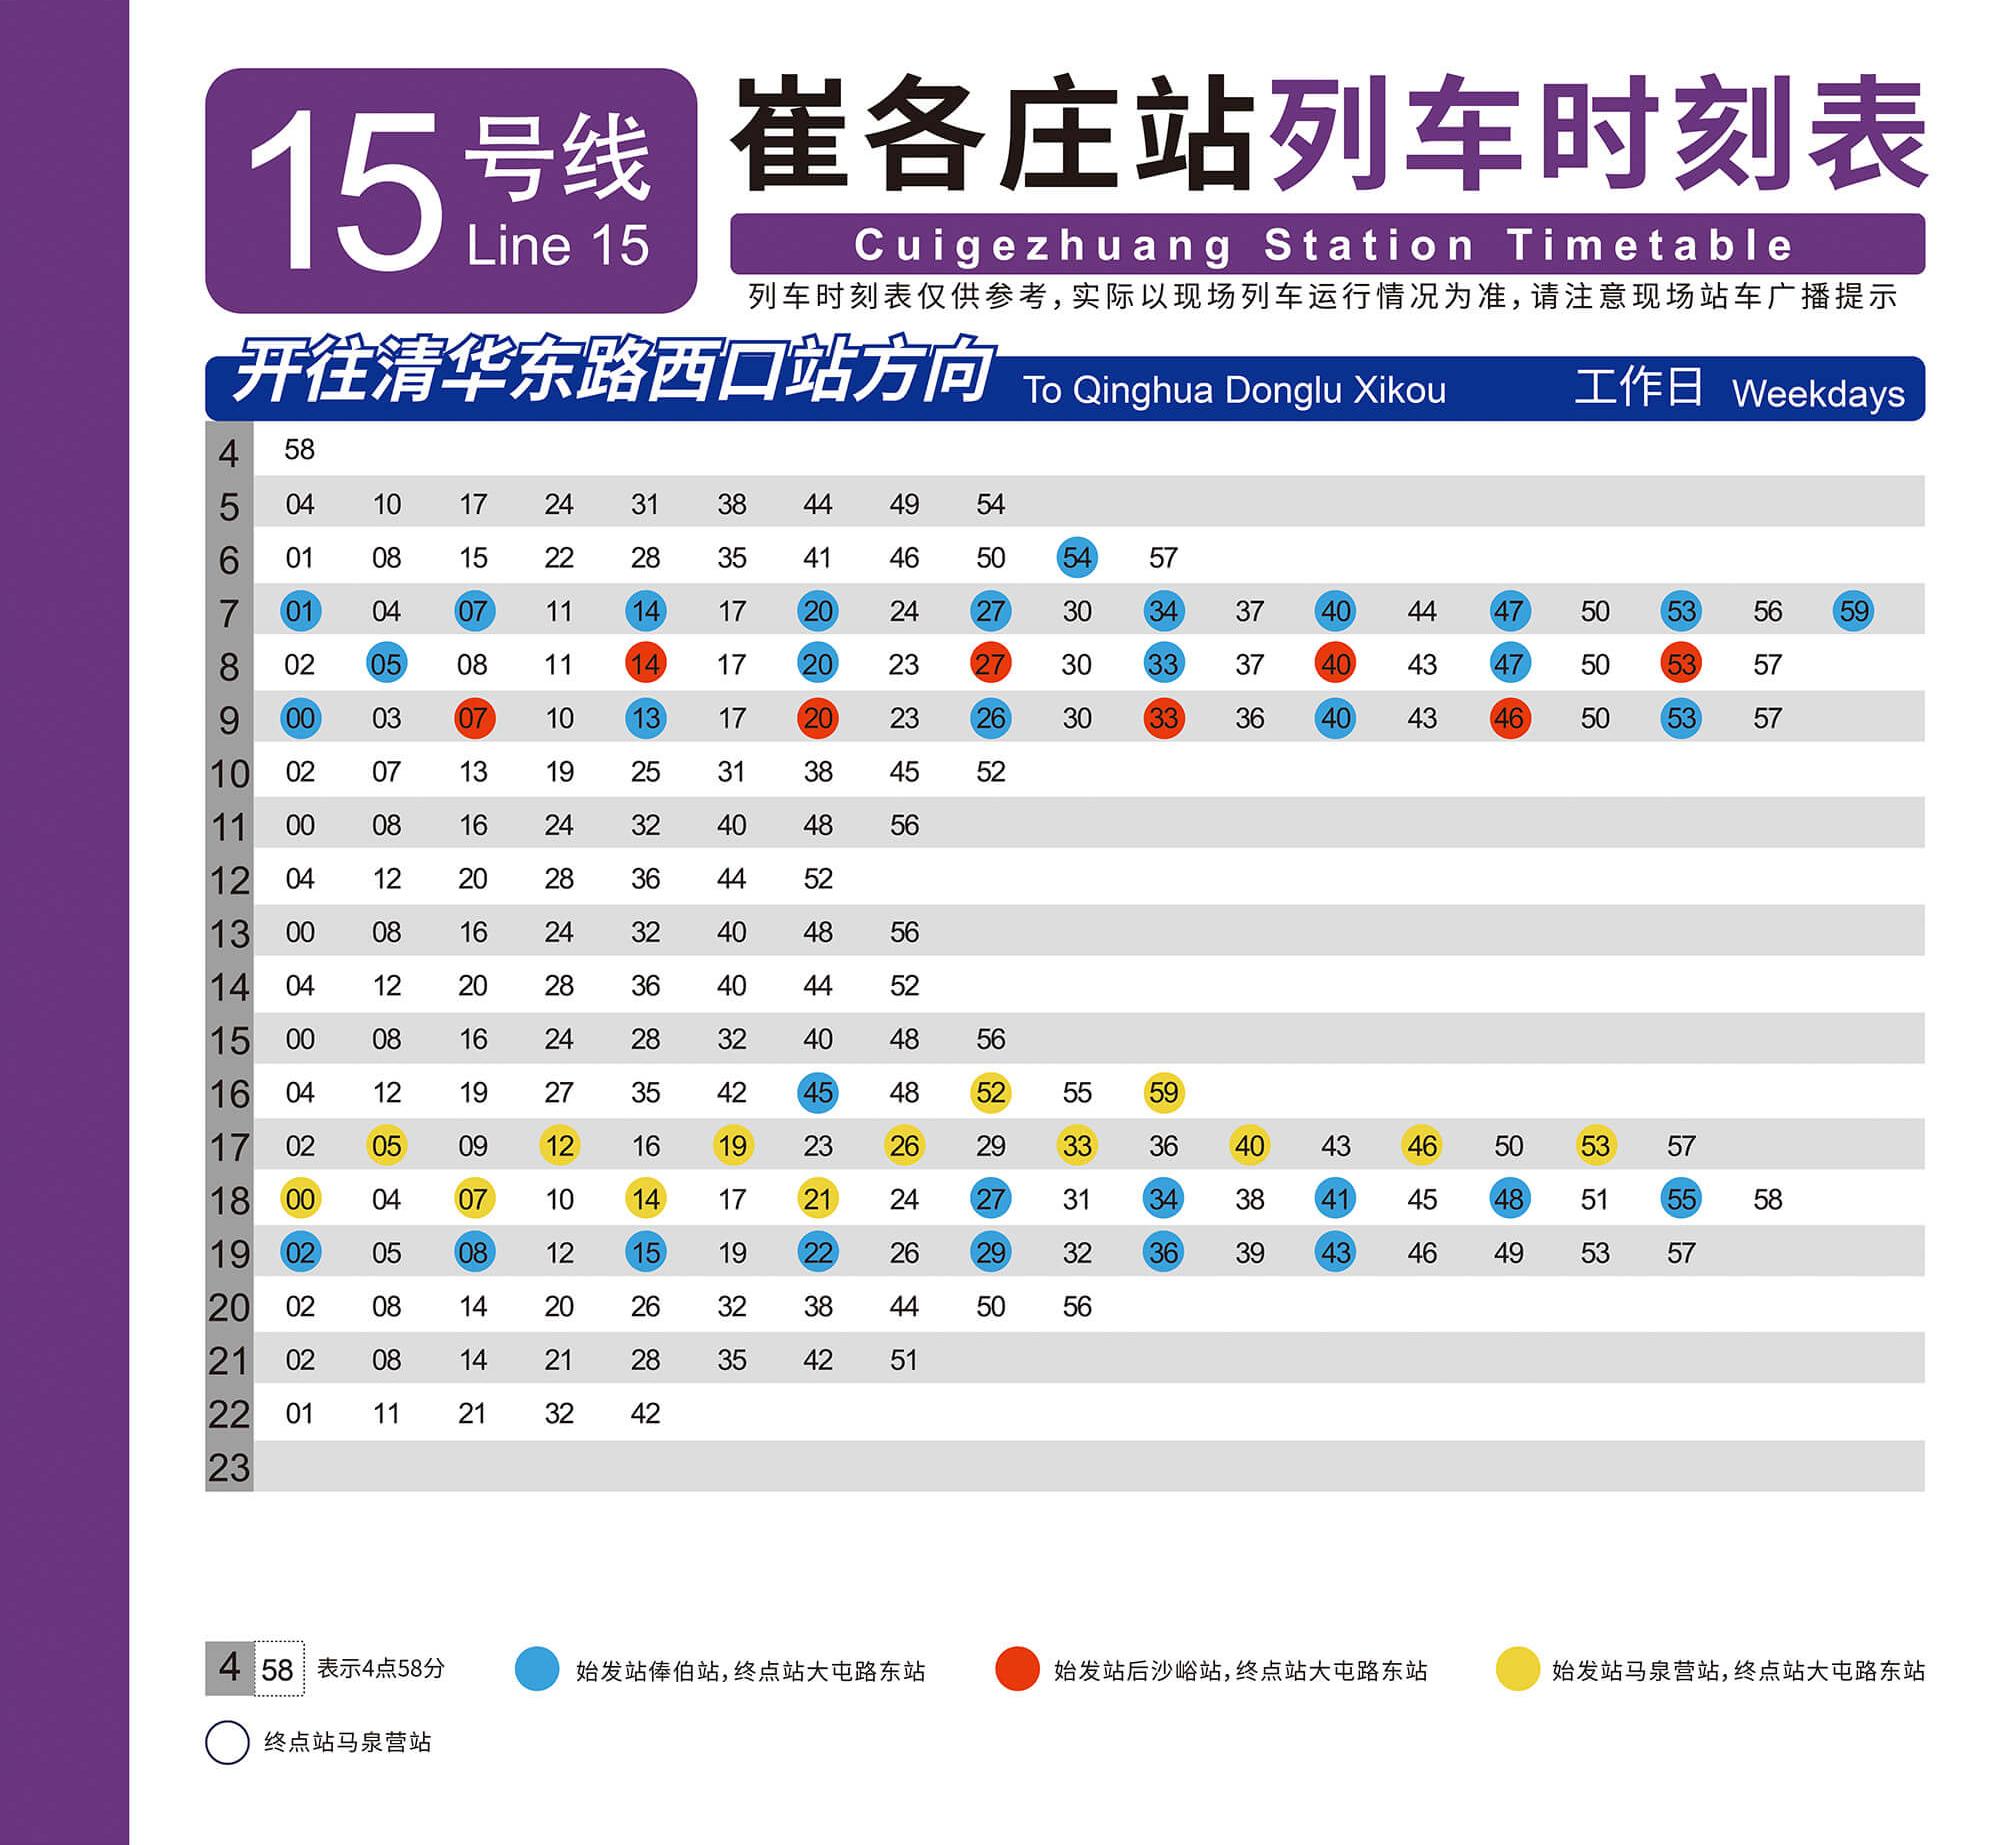 15 号线
Line 15
崔各庄站列车时刻表
Cuigezhuang Station Timetable
列车时刻表仅供参考,实际以现场列车运行情况为准,请注意现场站车广播提示
开往清华东路西口站方向 To Qinghua Donglu Xikou 工作日 Weekdays
4 58
5 04 10 17 24 31 38 44 49 54
6 01 08 15 22 28 35 41 46 50 54 57
7 01 04 07 11 14 17 20 24 27 30 34 37 40 44 47 50 53 56 59
8 02 05 08 11 14 17 20 23 27 30 33 37 40 43 47 50 53 57
9 00 03 07 10 13 17 20 23 26 30 33 36 40 43 46 50 53 57
10 02 07 13 19 25 31 38 45 52
11 00 08 16 24 32 40 48 56
12 04 12 20 28 36 44 52
13 00 08 16 24 32 40 48 56
14 04 12 20 28 36 40 44 52
15 00 08 16 24 28 32 40 48 56
16 04 12 19 27 35 42 45 48 52 55 59
17 02 05 09 12 16 19 23 26 29 33 36 40 43 46 50 53 57
18 00 04 07 10 14 17 21 24 27 31 34 38 41 45 48 51 55 58
19 02 05 08 12 15 19 22 26 29 32 36 39 43 46 49 53 57
20 02 08 14 20 26 32 38 44 50 56
21 02 08 14 21 28 35 42 51
22 01 11 21 32 42
23
4 58 表示4点58分 始发站俸伯站,终点站大屯路东站 始发站后沙峪站,终点站大屯路东站 始发站马泉营站,终点站大屯路东站
终点站马泉营站